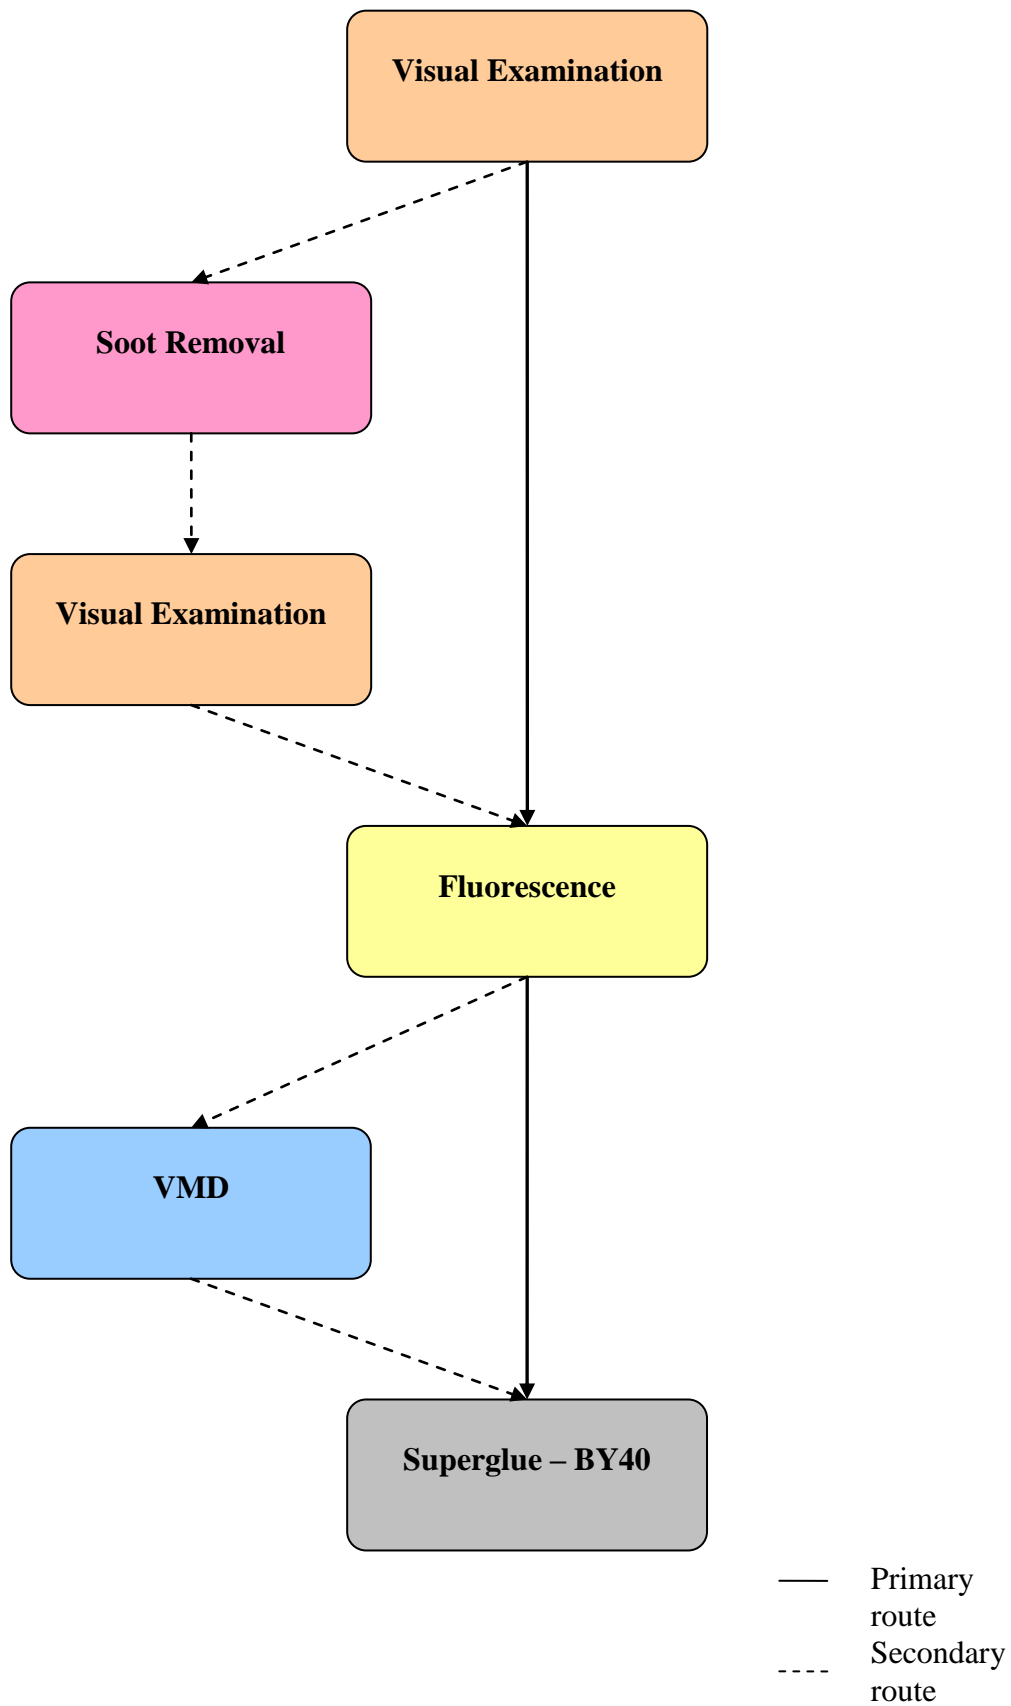 Visual Examination
Soot Removal
Visual Examination
Fluorescence
VMD
Superglue – BY40
Primary
route
Secondary
route